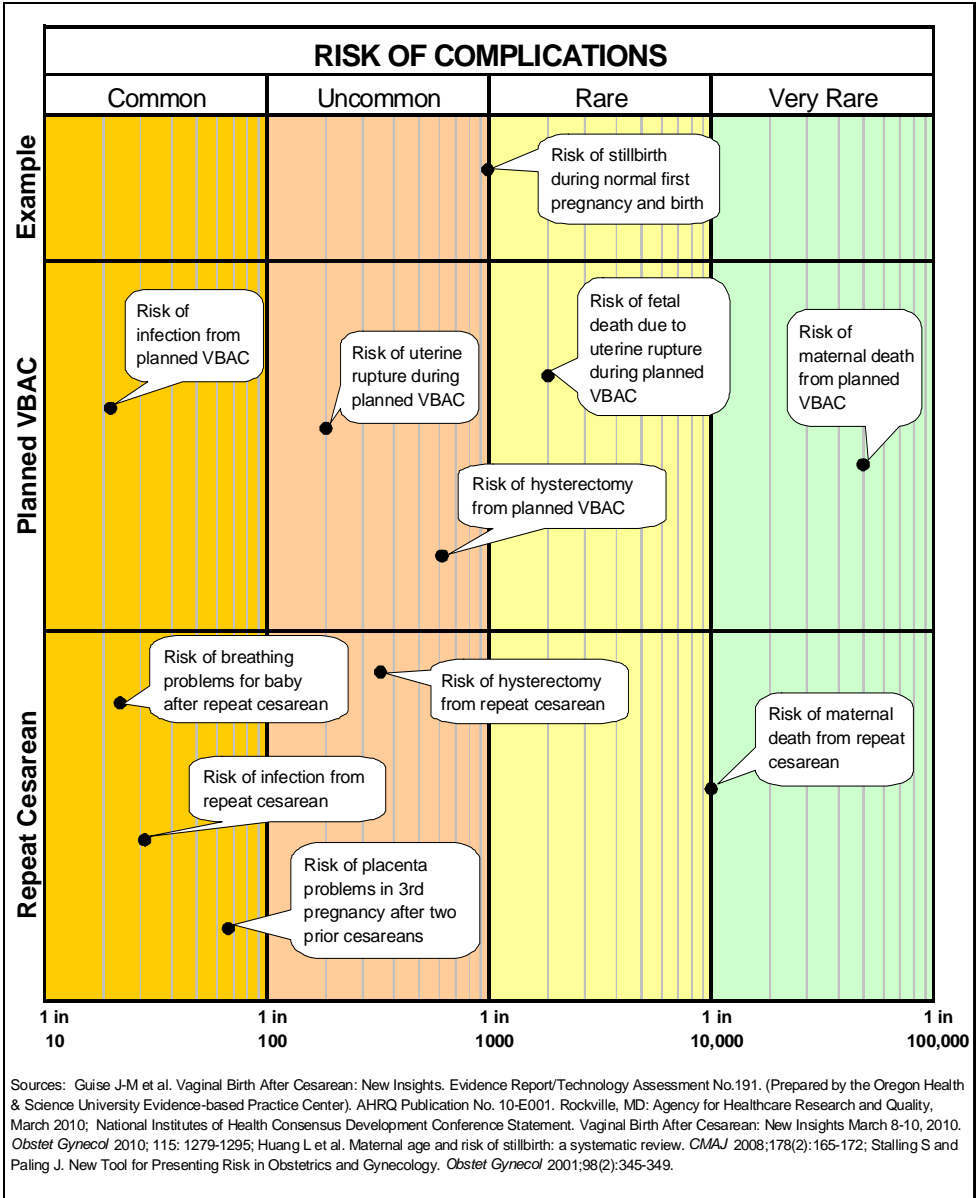 RISK OF COMPLICATIONS
Common Uncommon Rare Very Rare
Example
Risk of stillbirth
during normal first
pregnancy and birth
Planned VBAC
Risk of
infection from
planned VBAC
Risk of uterine
rupture during
planned VBAC
Risk of fetal
death due to
uterine rupture
during planned
VBAC
Risk of
maternal death
from planned
VBAC
Risk of hysterectomy
from planned VBAC
Repeat Cesarean
Risk of breathing
problems for baby
after repeat cesarean
Risk of hysterectomy
from repeat cesarean
Risk of maternal
death from repeat
cesarean
Risk of infection from
repeat cesarean
Risk of placenta
problems in 3rd
pregnancy after two
prior cesareans
1 in 1 in 1 in 1 in 1 in
10 100 1000 10,000 100,000
Sources: Guise J-M et al. Vaginal Birth After Cesarean: New Insights. Evidence Report/Technology Assessment No.191. (Prepared by the Oregon Health
& Science University Evidence-based Practice Center). AHRQ Publication No. 10-E001. Rockville, MD: Agency for Healthcare Research and Quality,
March 2010; National Institutes of Health Consensus Development Conference Statement. Vaginal Birth After Cesarean: New Insights March 8-10, 2010.
Obstet Gynecol 2010; 115: 1279-1295; Huang L et al. Maternal age and risk of stillbirth: a systematic review. CMAJ 2008;178(2):165-172; Stalling S and
Paling J. New Tool for Presenting Risk in Obstetrics and Gynecology. Obstet Gynecol 2001;98(2):345-349.